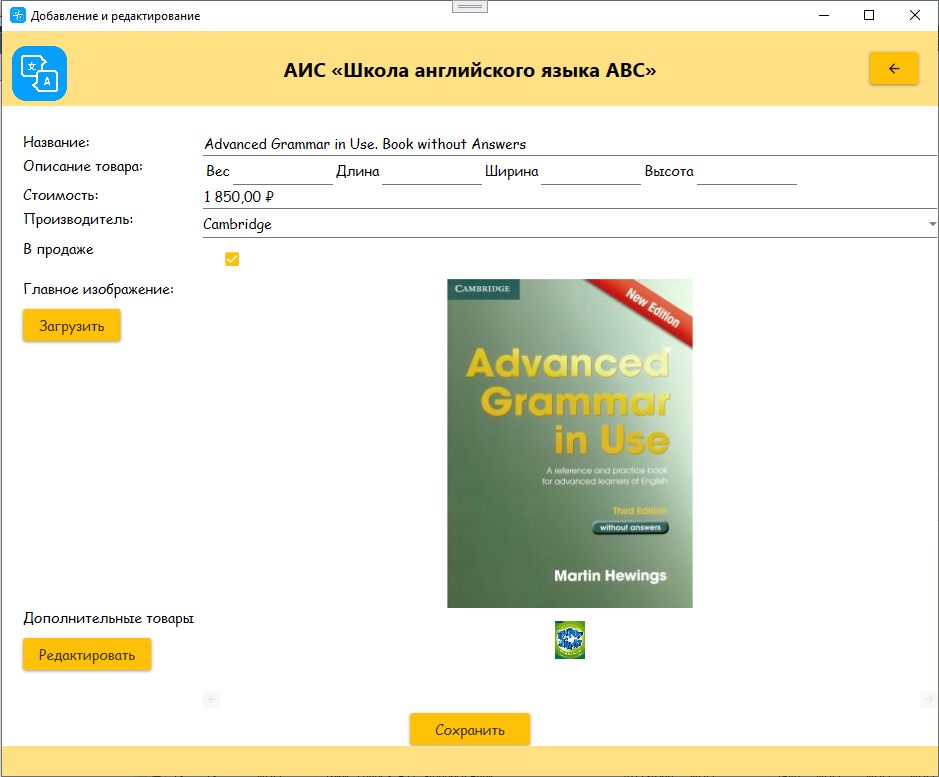 Добавление и редактирование
АИС «Школа английского языка ABC»
Название:
Advanced Grammar in Use. Book without Answers
Описание товара:
Вес Длина Ширина Высота
Стоимость:
1 850,00 ₽
Производитель:
Cambridge
В продаже
Главное изображение:
Загрузить
CAMBRIDGE
New Edition
Advanced
Grammar
in Use
A reference and practice book
for advanced learners of English
Third Edition
without answers
Martin Hewings
Дополнительные товары
Редактировать
Сохранить